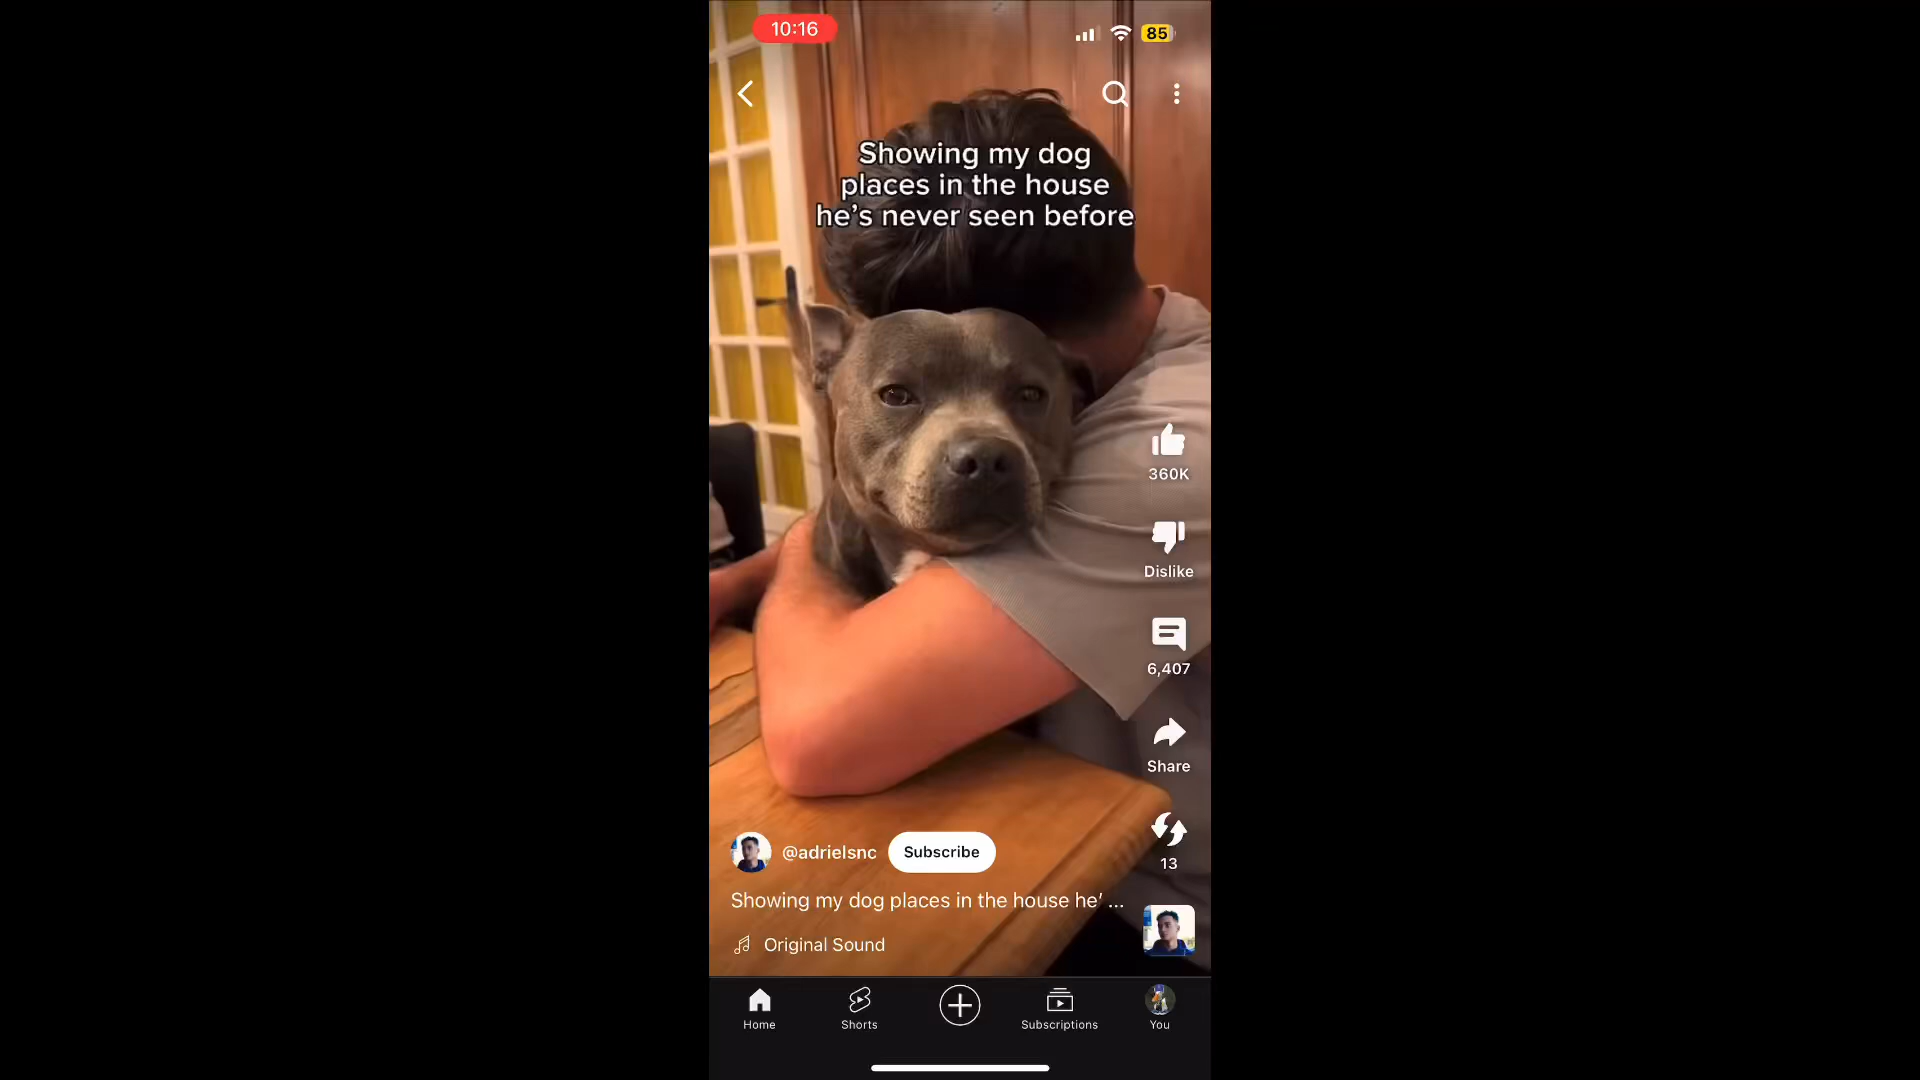 10:16
85
Showing my dog
places in the house
he's never seen before
360K
Dislike
6,407
Share
13
@adrielsnc
Subscribe
Showing my dog places in the house he' ...
Original Sound
Home
Shorts
Subscriptions
You